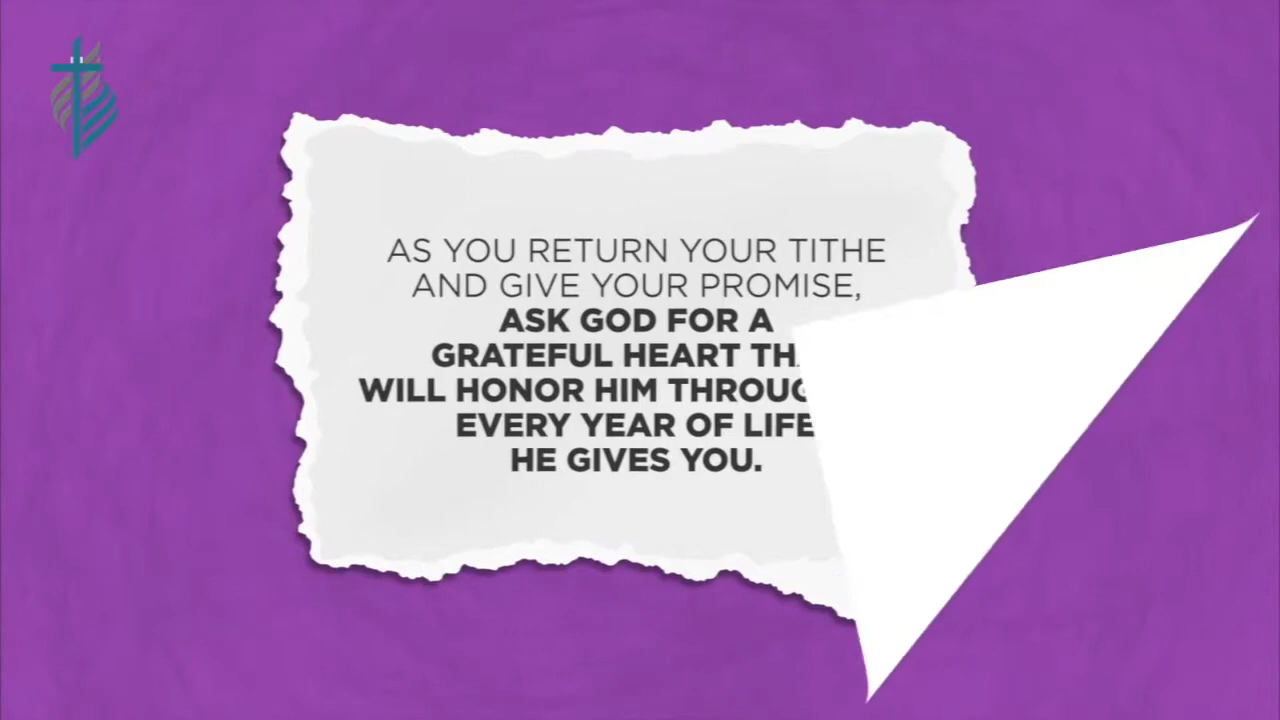 AS YOU RETURN YOUR TITHE
AND GIVE YOUR PROMISE,
ASK GOD FOR A
GRATEFUL HEART
WILL HONOR HIM
EVERY YEAR OF LIFE
HE GIVES YOU.